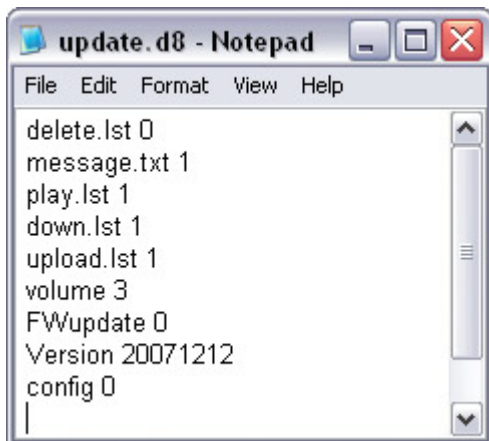 update.d8 - Notepad
File Edit Format View Help
delete.lst 0
message.txt 1
play.lst 1
down.lst 1
upload.lst 1
volume 3
FWupdate 0
Version 20071212
config 0